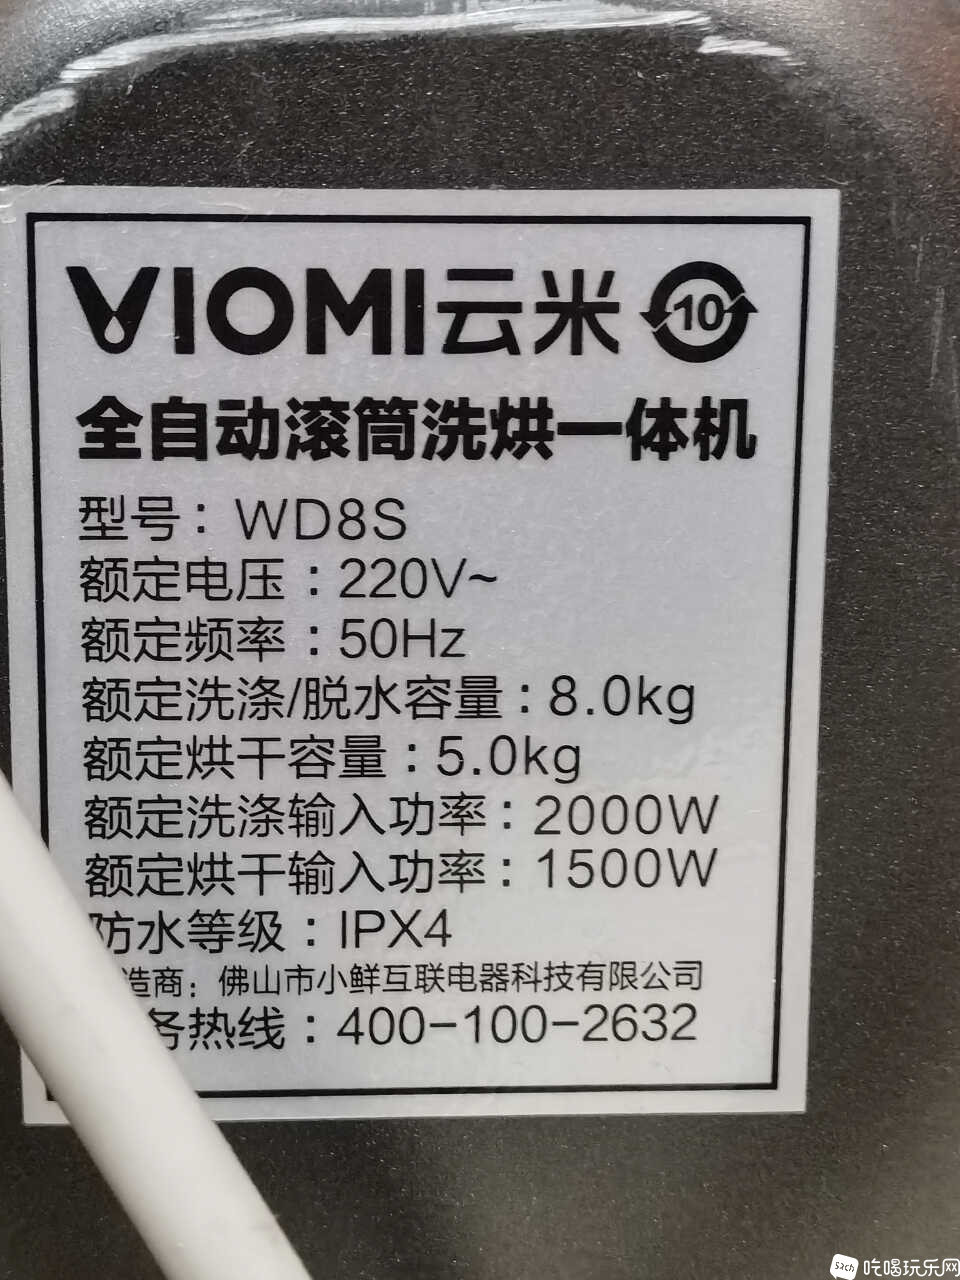 VIOMI云米 10
全自动滚筒洗烘一体机
型号：WD8S
额定电压：220V~
额定频率：50Hz
额定洗涤/脱水容量：8.0kg
额定烘干容量：5.0kg
额定洗涤输入功率：2000W
额定烘干输入功率：1500W
防水等级：IPX4
造商：佛山市小鲜互联电器科技有限公司
务热线：400-100-2632
52ch 吃喝玩乐网